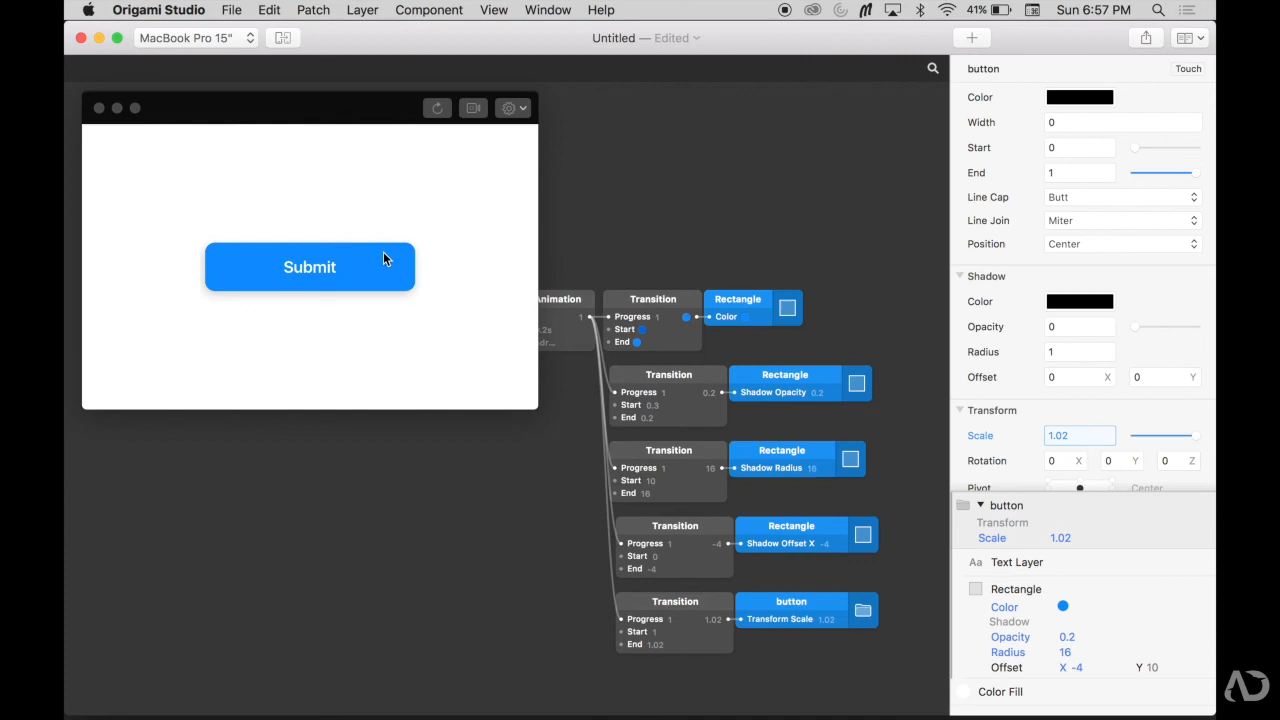 Origami Studio File Edit Patch Layer Component View Window Help 41% Sun 6:57 PM
MacBook Pro 15" Untitled — Edited
button Touch
Color
Width 0
Start 0
End 1
Line Cap Butt
Line Join Miter
Position Center
Shadow
Color
Opacity 0
Radius 1
Offset 0 X 0 Y
Transform
Scale 1.02
Rotation 0 X 0 Y 0 Z
Pivot Center
Submit
Animation
1
0.2s
Transition
Progress 1
Start
End
Rectangle
Color
Transition
Progress 1 0.2
Start 0.3
End 0.2
Rectangle
Shadow Opacity 0.2
Transition
Progress 1 16
Start 10
End 16
Rectangle
Shadow Radius 16
Transition
Progress 1 -4
Start 0
End -4
Rectangle
Shadow Offset X -4
Transition
Progress 1 1.02
Start 1
End 1.02
button
Transform Scale 1.02
button
Transform
Scale 1.02
Aa Text Layer
Rectangle
Color
Shadow
Opacity 0.2
Radius 16
Offset X -4 Y 10
Color Fill